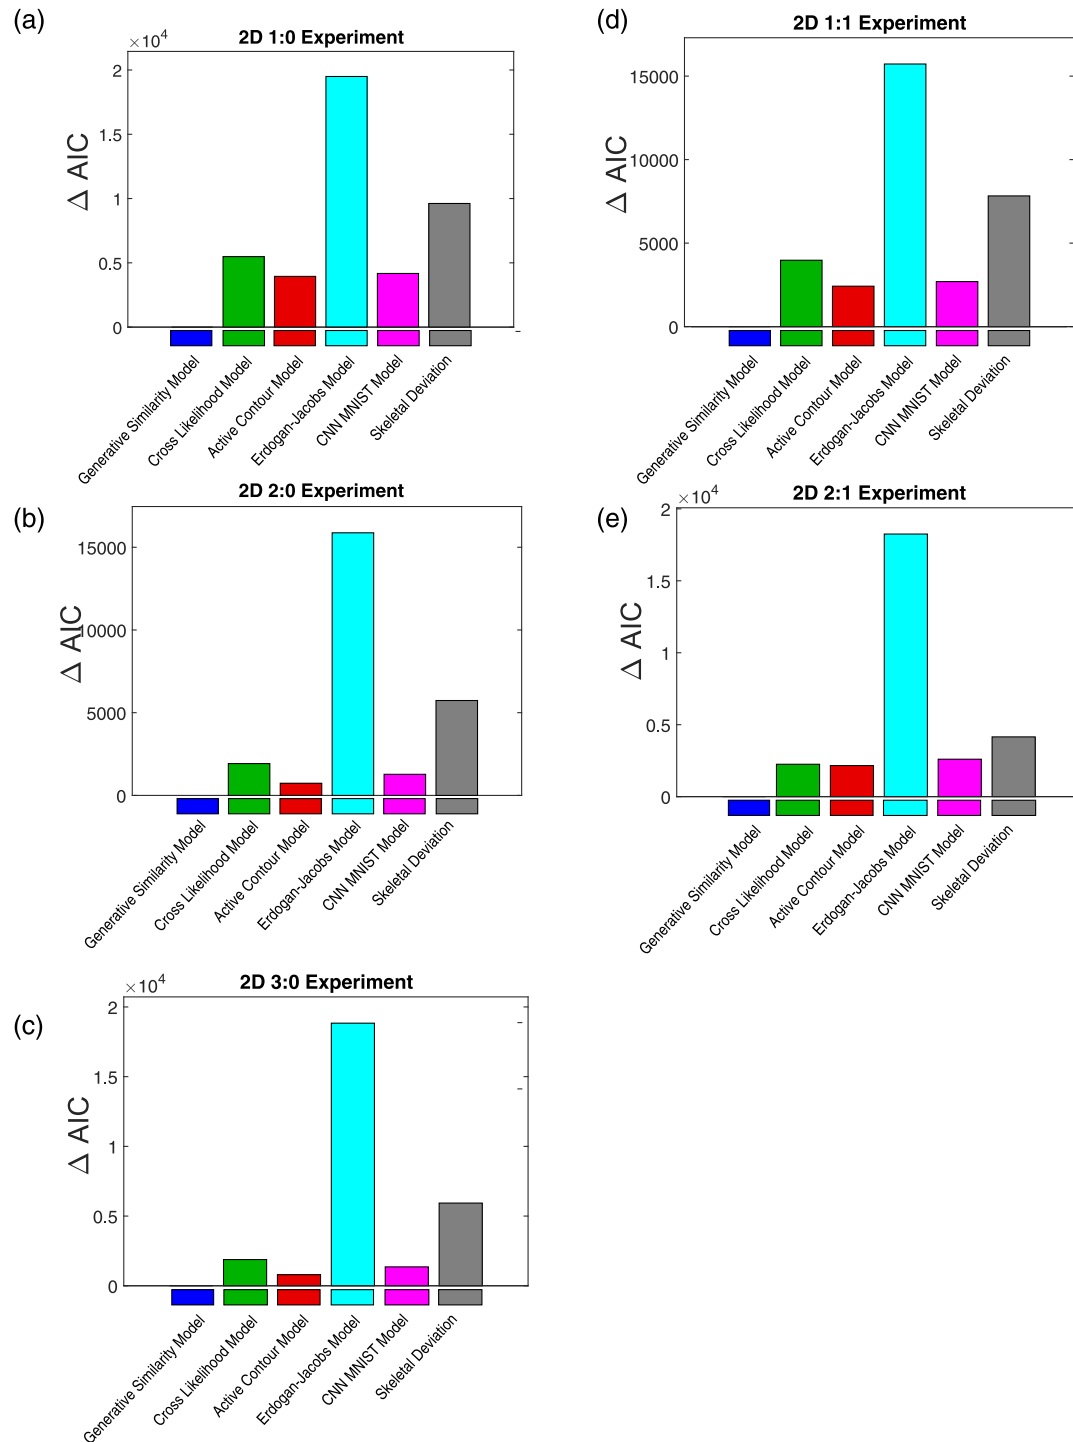 (a)
2D 1:0 Experiment
×10⁴
2
1.5
1
0.5
0
Δ AIC
Generative Similarity Model
Cross Likelihood Model
Active Contour Model
Erdogan-Jacobs Model
CNN MNIST Model
Skeletal Deviation
(b)
2D 2:0 Experiment
15000
10000
5000
0
Δ AIC
Generative Similarity Model
Cross Likelihood Model
Active Contour Model
Erdogan-Jacobs Model
CNN MNIST Model
Skeletal Deviation
(c)
2D 3:0 Experiment
×10⁴
2
1.5
1
0.5
0
Δ AIC
Generative Similarity Model
Cross Likelihood Model
Active Contour Model
Erdogan-Jacobs Model
CNN MNIST Model
Skeletal Deviation
(d)
2D 1:1 Experiment
15000
10000
5000
0
Δ AIC
Generative Similarity Model
Cross Likelihood Model
Active Contour Model
Erdogan-Jacobs Model
CNN MNIST Model
Skeletal Deviation
(e)
2D 2:1 Experiment
×10⁴
2
1.5
1
0.5
0
Δ AIC
Generative Similarity Model
Cross Likelihood Model
Active Contour Model
Erdogan-Jacobs Model
CNN MNIST Model
Skeletal Deviation